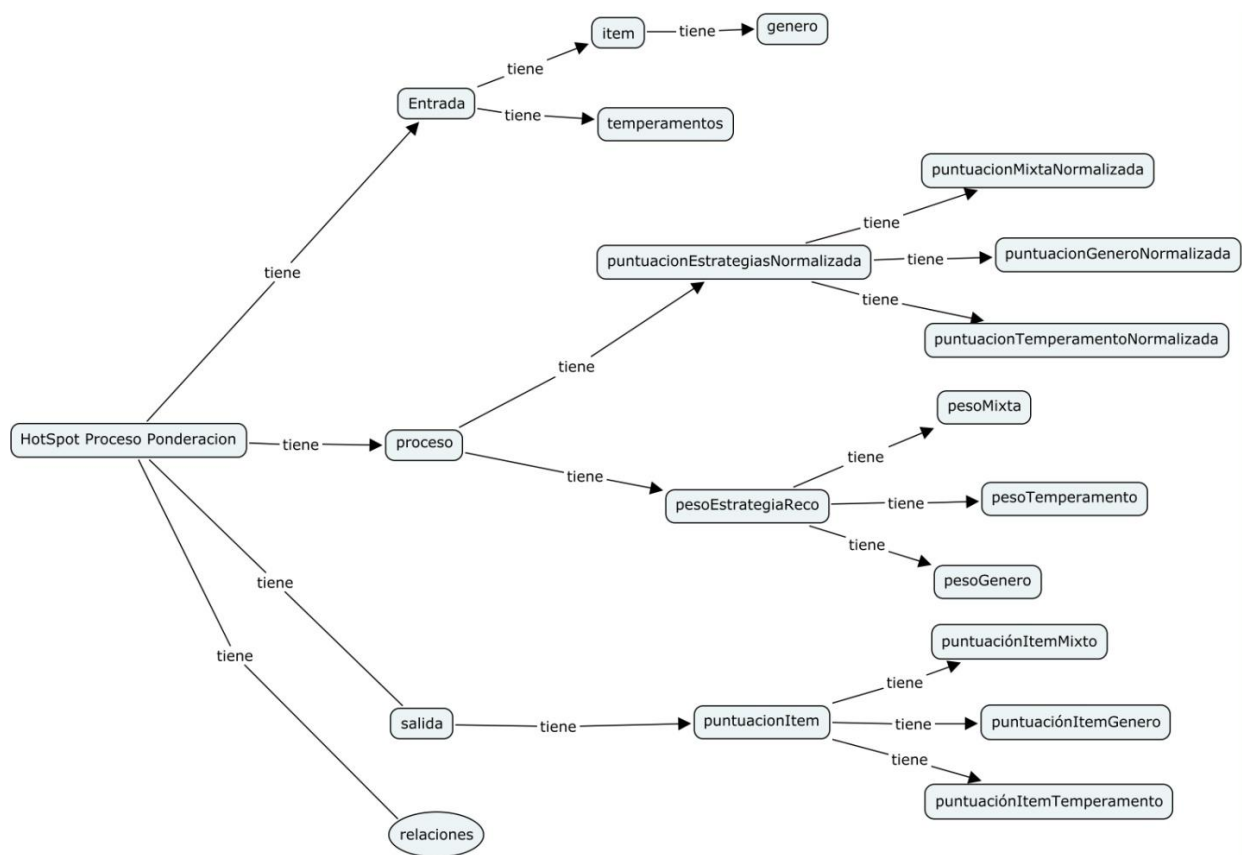 item
tiene
genero
tiene
Entrada
tiene
temperamentos
tiene
puntuacionMixtaNormalizada
tiene
puntuacionEstrategiasNormalizada
tiene
puntuacionGeneroNormalizada
tiene
puntuacionTemperamentoNormalizada
tiene
HotSpot Proceso Ponderacion
tiene
proceso
tiene
pesoMixta
tiene
pesoEstrategiaReco
tiene
pesoTemperamento
tiene
pesoGenero
tiene
tiene
salida
tiene
puntuacionItem
tiene
puntuaciónItemMixto
tiene
puntuaciónItemGenero
tiene
puntuaciónItemTemperamento
tiene
relaciones